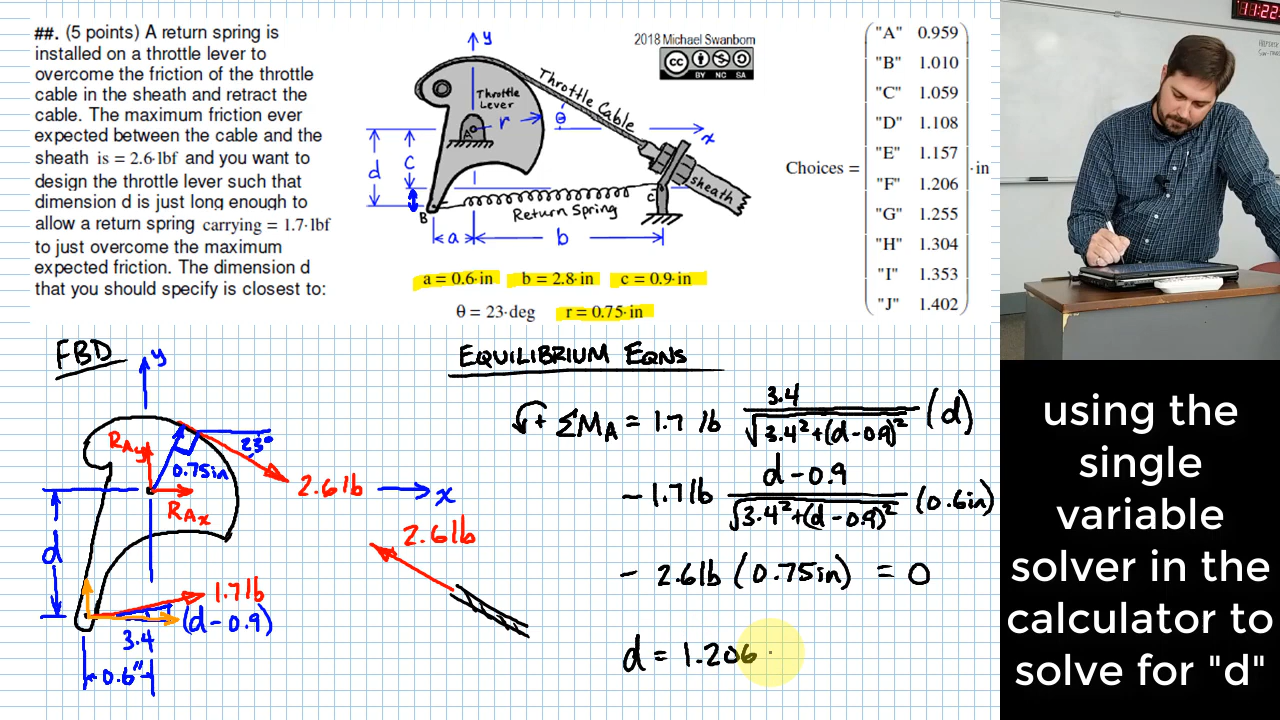 ##. (5 points) A return spring is
installed on a throttle lever to
overcome the friction of the throttle
cable in the sheath and retract the
cable. The maximum friction ever
expected between the cable and the
sheath is = 2.6·lbf and you want to
design the throttle lever such that
dimension d is just long enough to
allow a return spring carrying = 1.7·lbf
to just overcome the maximum
expected friction. The dimension d
that you should specify is closest to:
y
Throttle Cable
Throttle
Lever
r
θ
A
x
d
c
sheath
C
B
Return Spring
a
b
a = 0.6·in b = 2.8·in c = 0.9·in
θ = 23·deg r = 0.75·in
2018 Michael Swanbom
cc
BY NC SA
Choices =
"A" 0.959
"B" 1.010
"C" 1.059
"D" 1.108
"E" 1.157
"F" 1.206
"G" 1.255
"H" 1.304
"I" 1.353
"J" 1.402
·in
11:22
FBD
y
RAy
23°
0.75in
2.6 lb
x
RAx
d
1.7 lb
(d-0.9)
3.4
0.6"
2.6 lb
EQUILIBRIUM EQNS
+ ΣMA = 1.7 lb 3.4 / √3.4²+(d-0.9)² (d)
- 1.7 lb d-0.9 / √3.4²+(d-0.9)² (0.6in)
- 2.6 lb (0.75in) = 0
d = 1.206
using the
single
variable
solver in the
calculator to
solve for "d"